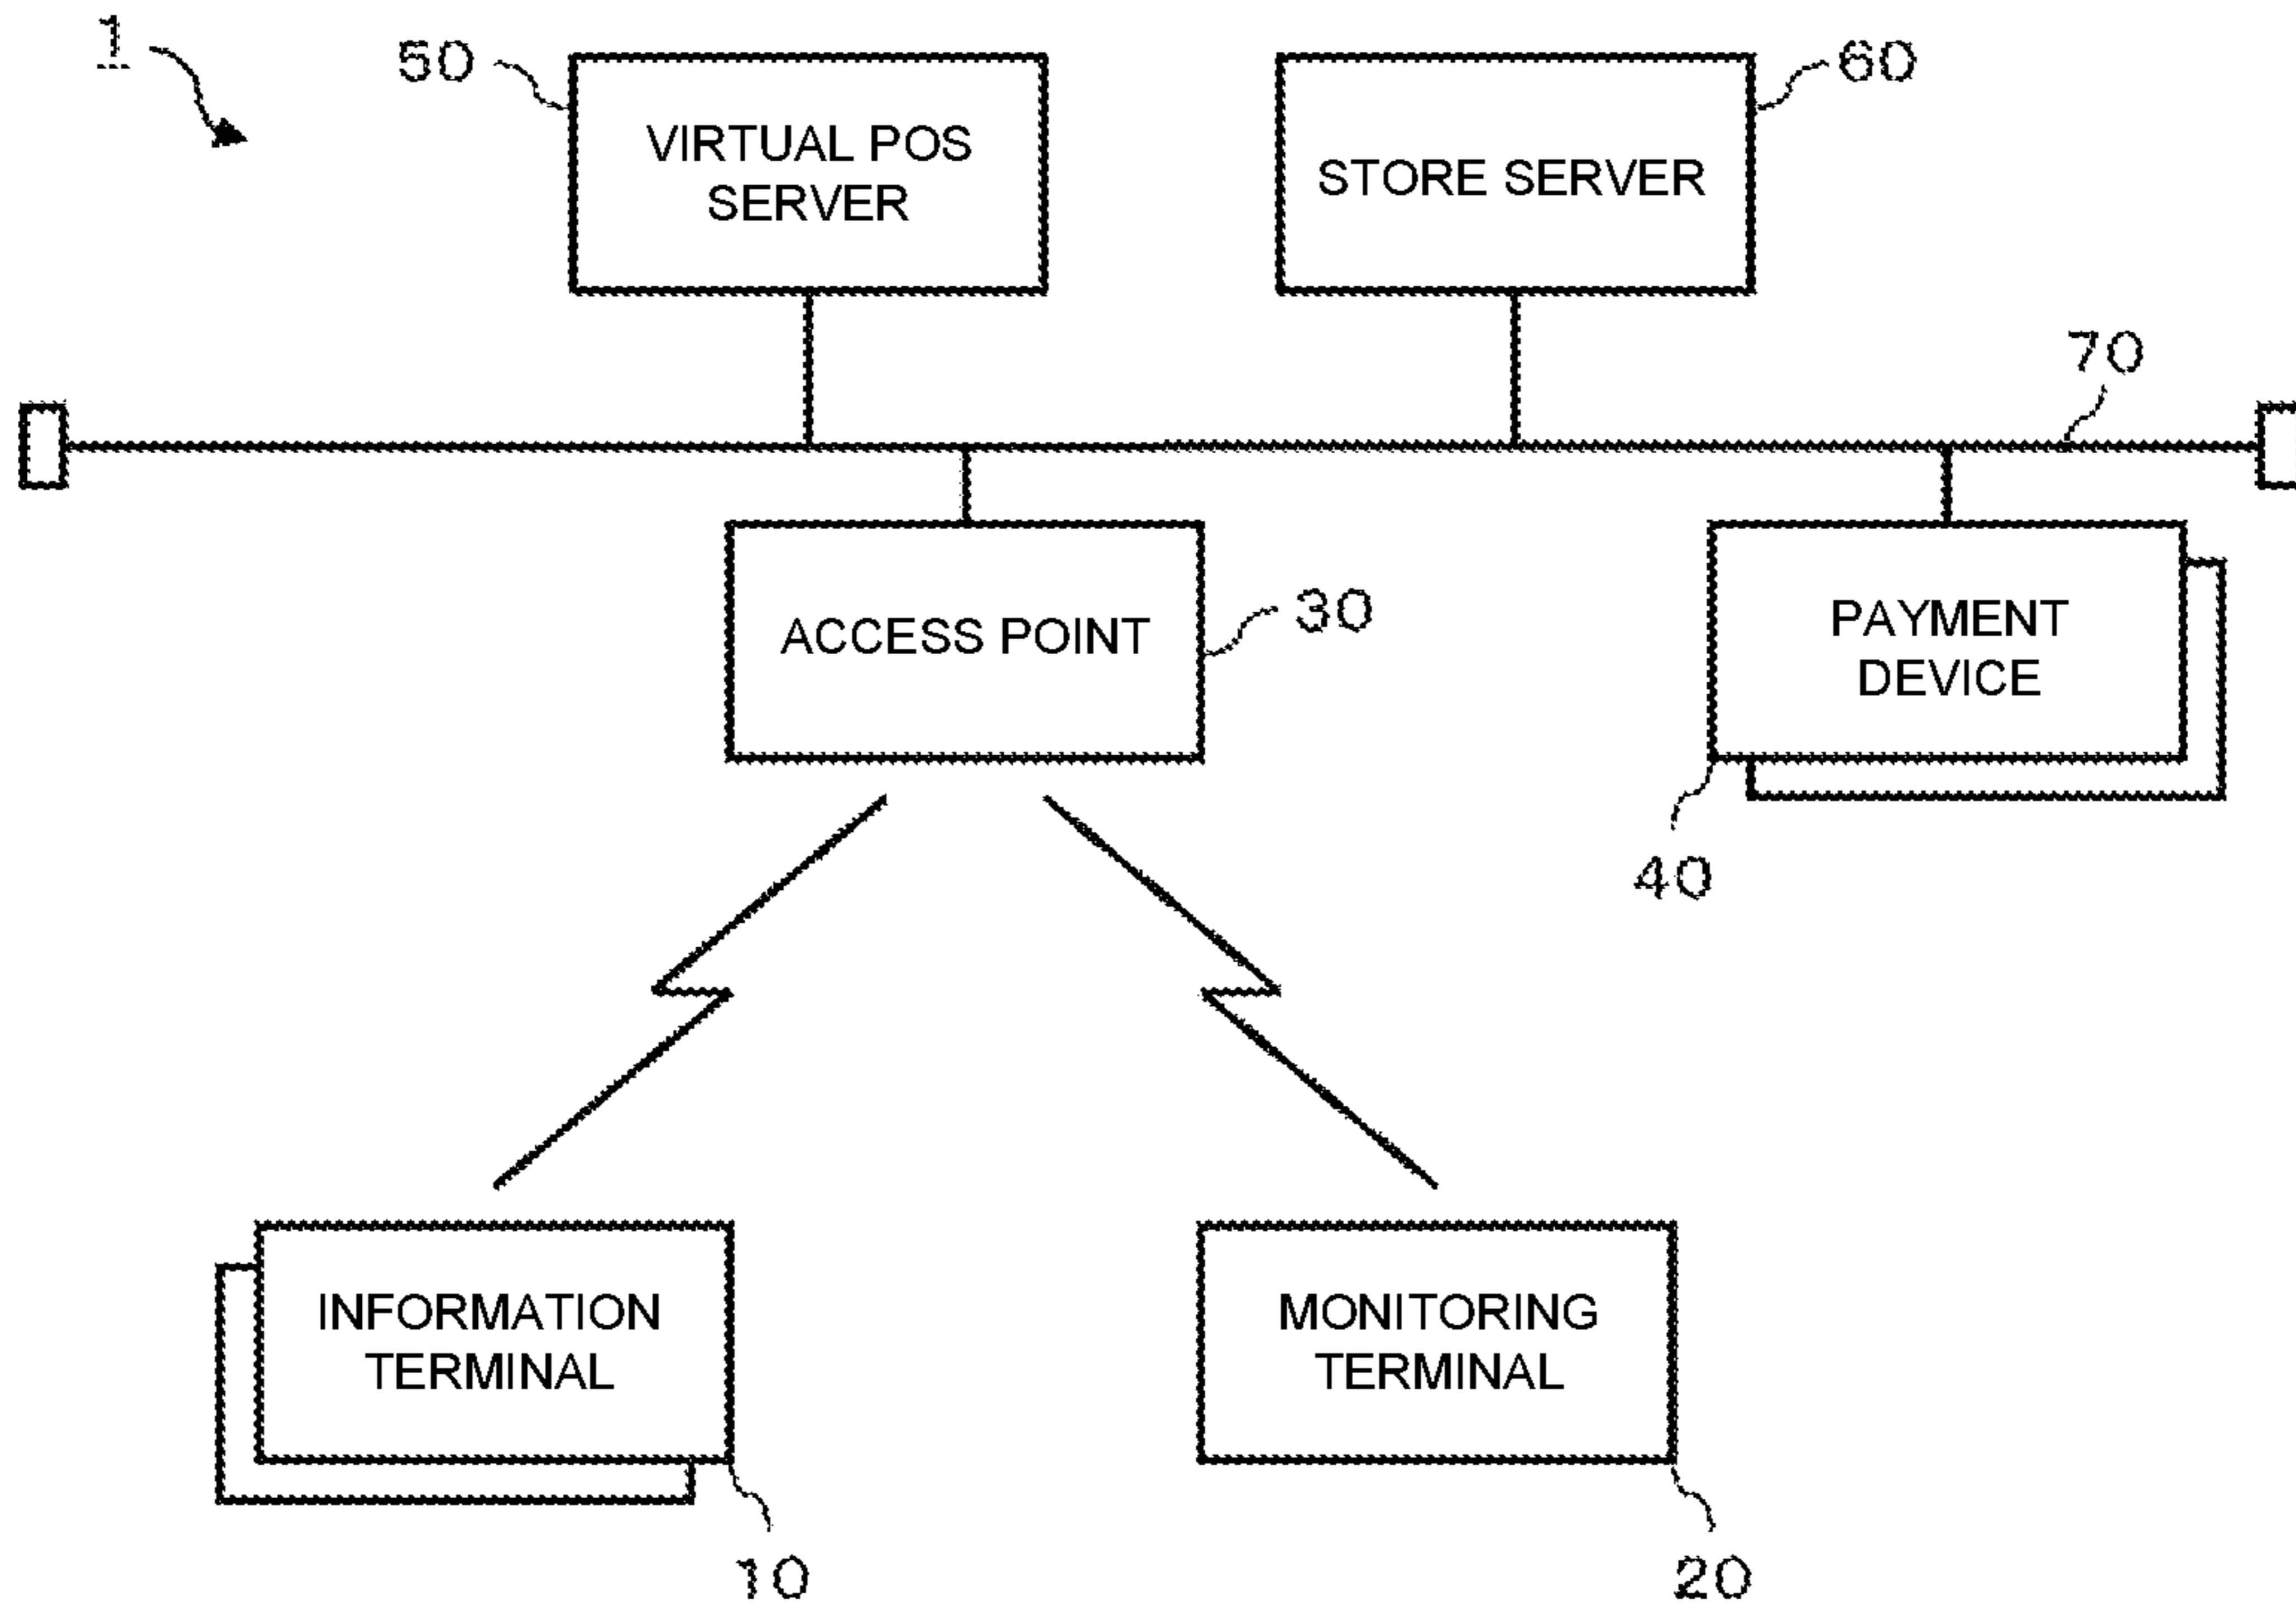 1
50
VIRTUAL POS
SERVER
60
STORE SERVER
70
ACCESS POINT
30
PAYMENT
DEVICE
40
INFORMATION
TERMINAL
10
MONITORING
TERMINAL
20